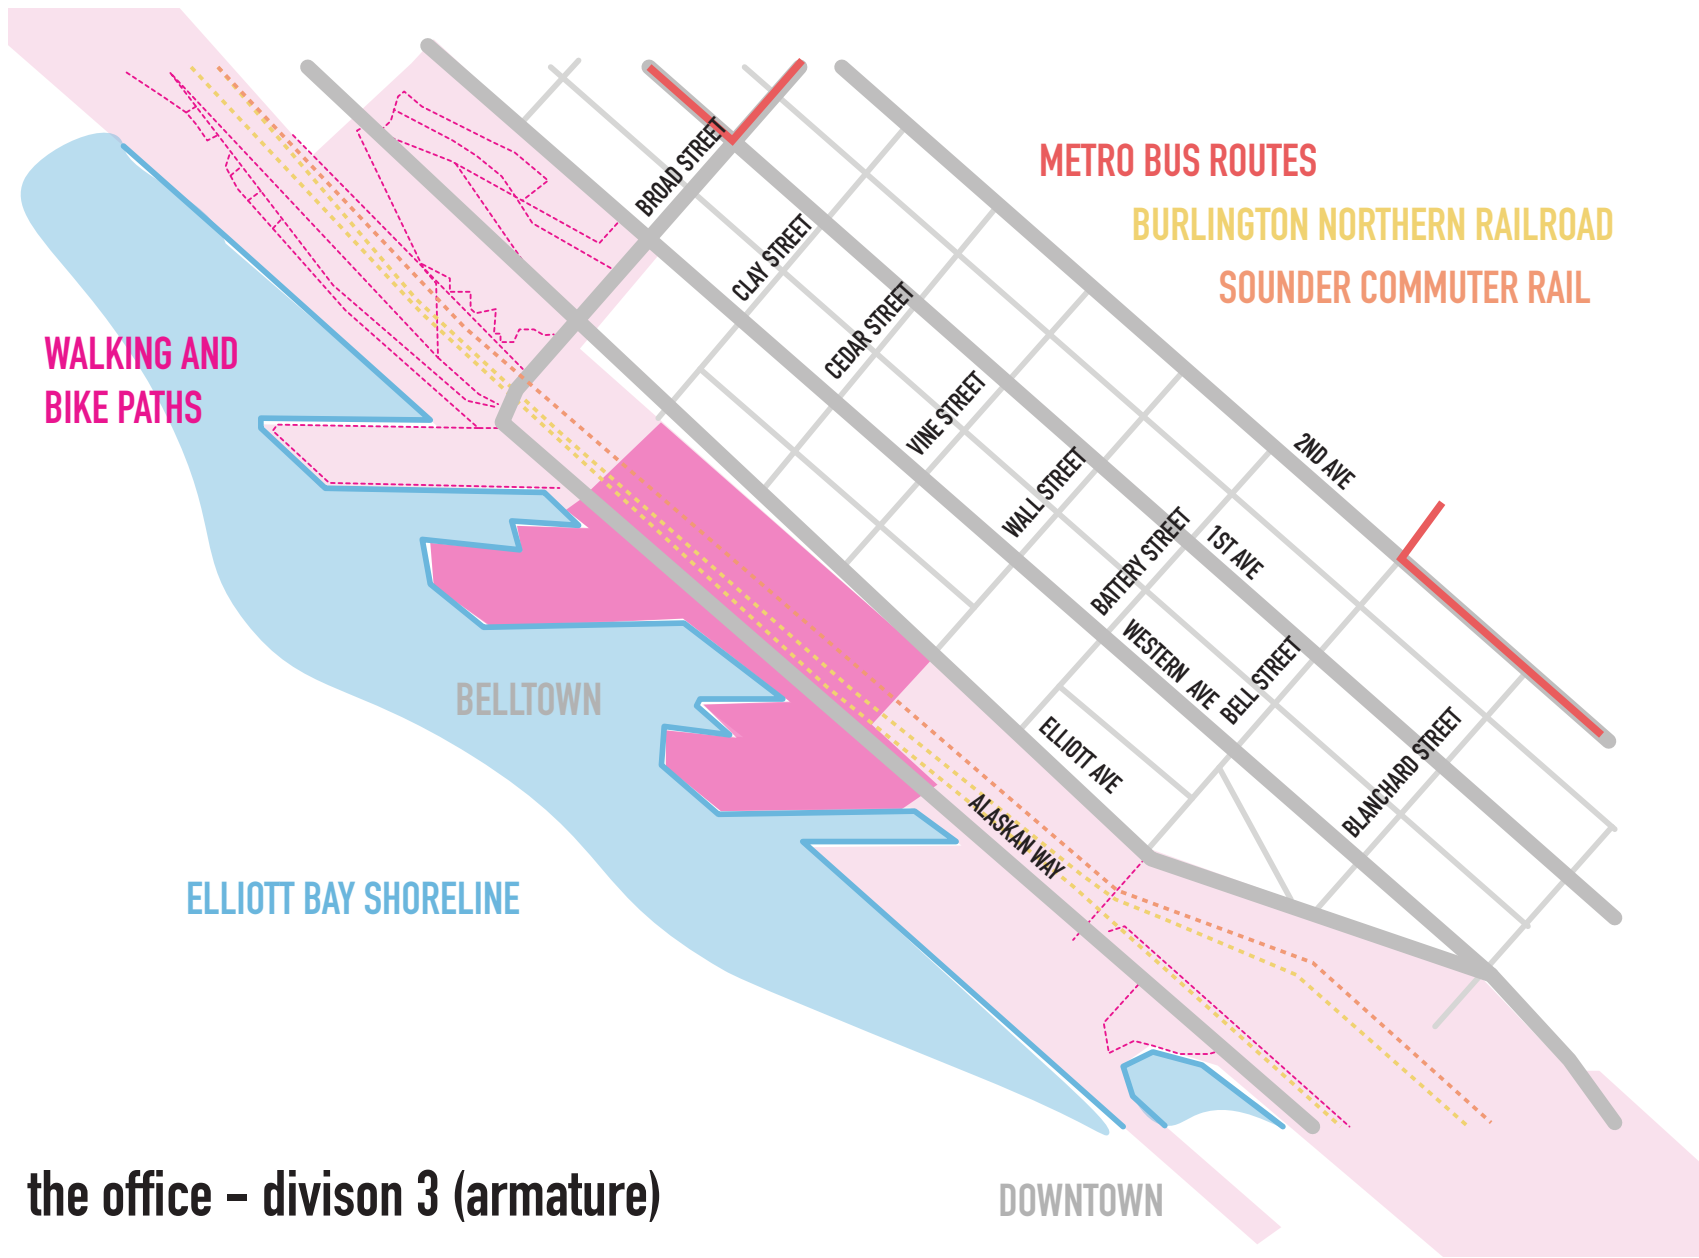 METRO BUS ROUTES
BURLINGTON NORTHERN RAILROAD
SOUNDER COMMUTER RAIL
WALKING AND
BIKE PATHS
BROAD STREET
CLAY STREET
CEDAR STREET
VINE STREET
WALL STREET
BATTERY STREET
BELL STREET
BLANCHARD STREET
2ND AVE
1ST AVE
WESTERN AVE
ELLIOTT AVE
ALASKAN WAY
BELLTOWN
ELLIOTT BAY SHORELINE
DOWNTOWN
the office – divison 3 (armature)